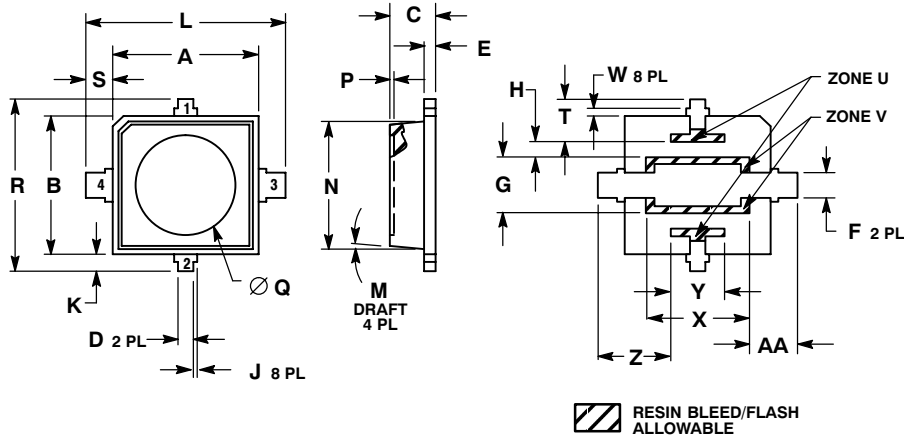 L
C
A
E
S
P
W 8 PL
ZONE U
H
T
ZONE V
1
R
B
4
3
N
G
F 2 PL
2
K
Ø Q
M
DRAFT
4 PL
Y
X
D 2 PL
Z
AA
J 8 PL
RESIN BLEED/FLASH
ALLOWABLE